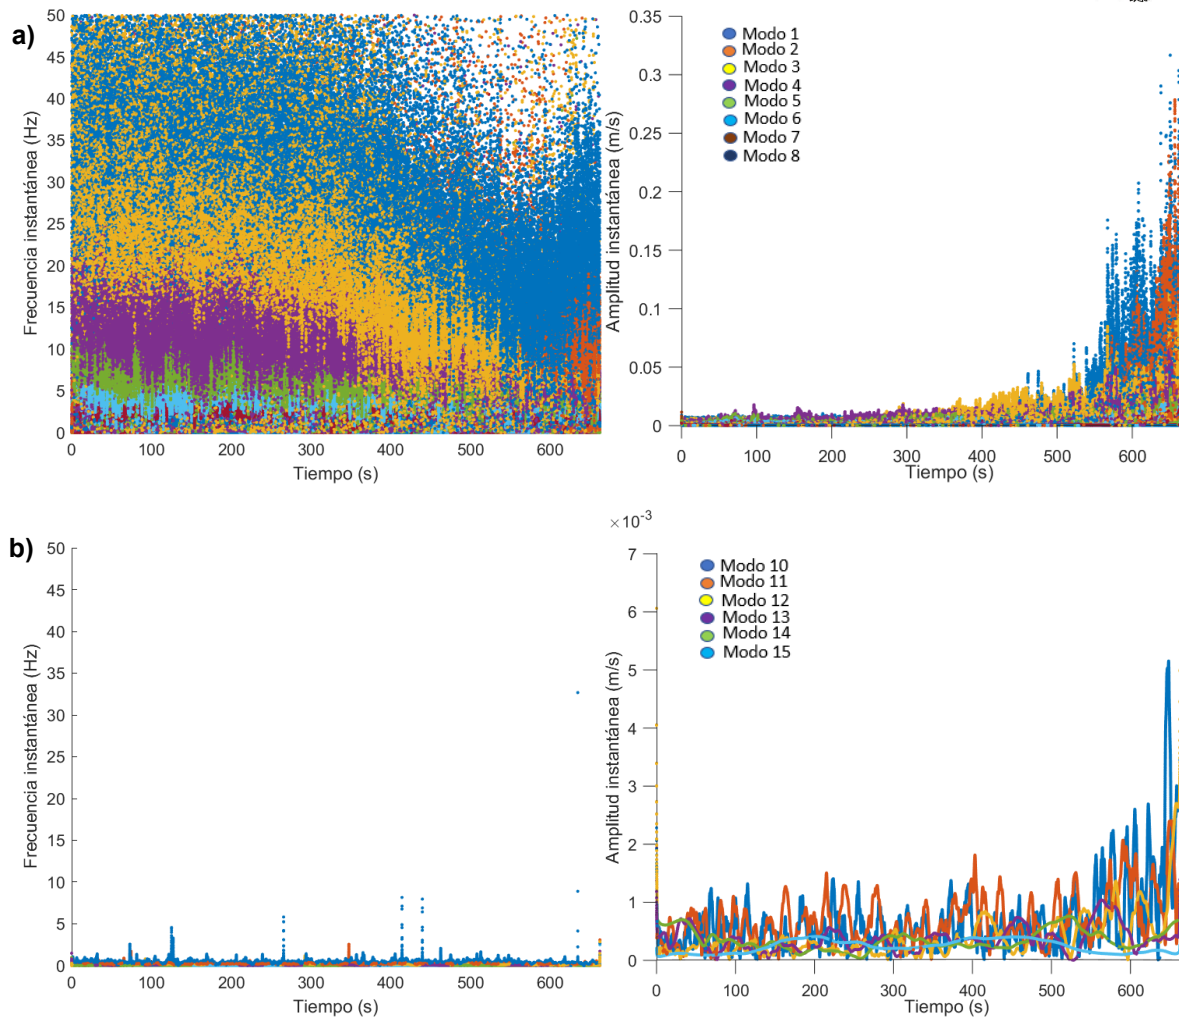 a)
50
45
40
35
30
25
20
15
10
5
0
Frecuencia instantánea (Hz)
0 100 200 300 400 500 600
Tiempo (s)
0.35
0.3
0.25
0.2
0.15
0.1
0.05
0
Amplitud instantánea (m/s)
Modo 1
Modo 2
Modo 3
Modo 4
Modo 5
Modo 6
Modo 7
Modo 8
0 100 200 300 400 500 600
Tiempo (s)
b)
50
45
40
35
30
25
20
15
10
5
0
Frecuencia instantánea (Hz)
0 100 200 300 400 500 600
Tiempo (s)
×10⁻³
7
6
5
4
3
2
1
0
Amplitud instantánea (m/s)
Modo 10
Modo 11
Modo 12
Modo 13
Modo 14
Modo 15
0 100 200 300 400 500 600
Tiempo (s)